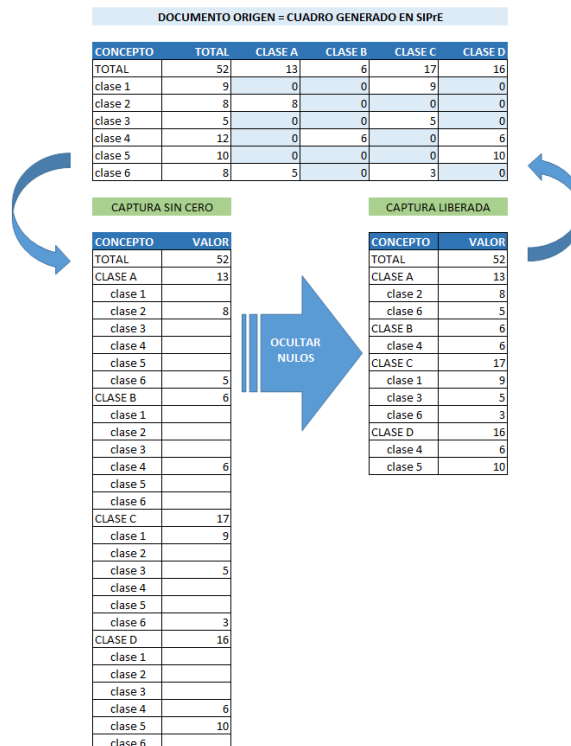 DOCUMENTO ORIGEN = CUADRO GENERADO EN SIPrE
CONCEPTO TOTAL CLASE A CLASE B CLASE C CLASE D
TOTAL 52 13 6 17 16
clase 1 9 0 0 9 0
clase 2 8 8 0 0 0
clase 3 5 0 0 5 0
clase 4 12 0 6 0 6
clase 5 10 0 0 0 10
clase 6 8 5 0 3 0
CAPTURA SIN CERO
CONCEPTO VALOR
TOTAL 52
CLASE A 13
clase 1
clase 2 8
clase 3
clase 4
clase 5
clase 6 5
CLASE B 6
clase 1
clase 2
clase 3
clase 4 6
clase 5
clase 6
CLASE C 17
clase 1 9
clase 2
clase 3 5
clase 4
clase 5
clase 6 3
CLASE D 16
clase 1
clase 2
clase 3
clase 4 6
clase 5 10
clase 6
OCULTAR
NULOS
CAPTURA LIBERADA
CONCEPTO VALOR
TOTAL 52
CLASE A 13
clase 2 8
clase 6 5
CLASE B 6
clase 4 6
CLASE C 17
clase 1 9
clase 3 5
clase 6 3
CLASE D 16
clase 4 6
clase 5 10